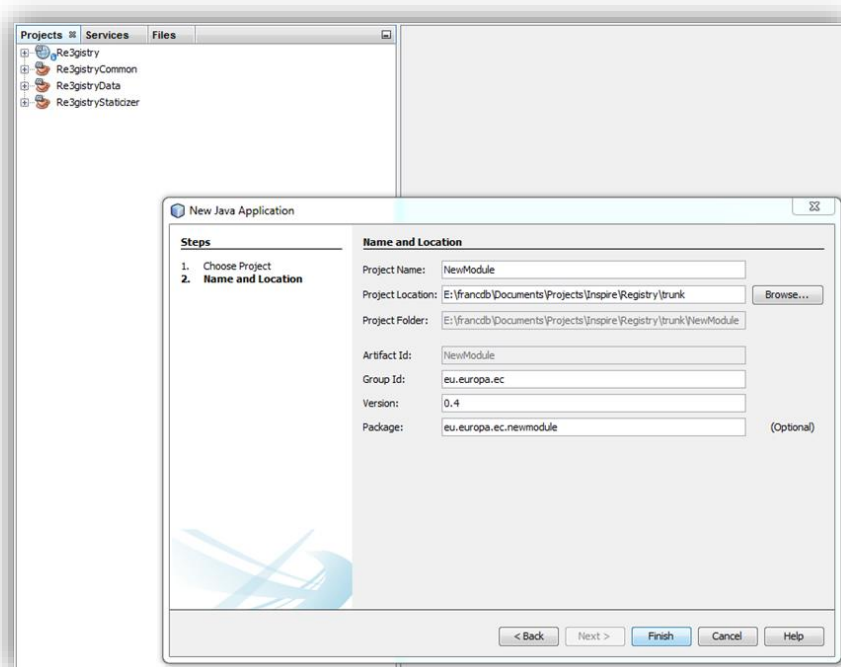 Projects Services Files
Re3gistry
Re3gistryCommon
Re3gistryData
Re3gistryStaticizer
New Java Application
Steps
1. Choose Project
2. Name and Location
Name and Location
Project Name: NewModule
Project Location: E:\francdb\Documents\Projects\Inspire\Registry\trunk Browse...
Project Folder: E:\francdb\Documents\Projects\Inspire\Registry\trunk\NewModule
Artifact Id: NewModule
Group Id: eu.europa.ec
Version: 0.4
Package: eu.europa.ec.newmodule (Optional)
< Back Next > Finish Cancel Help